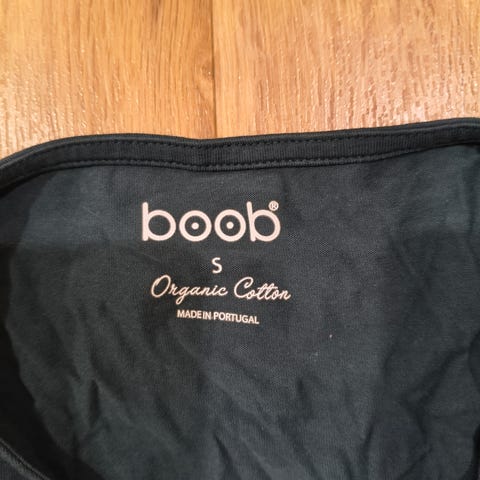 boob®
S
Organic Cotton
MADE IN PORTUGAL